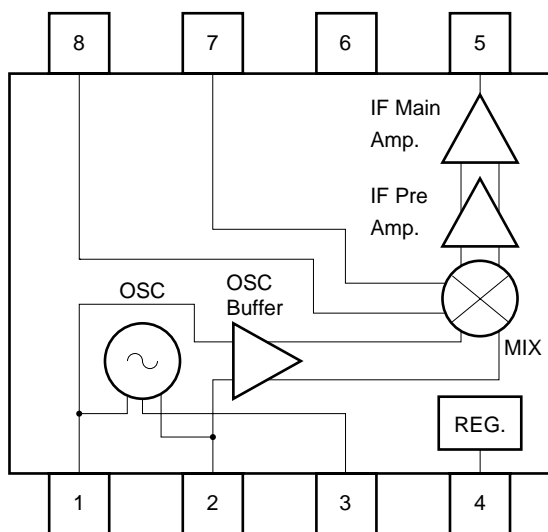 8
7
6
5
IF Main
Amp.
IF Pre
Amp.
OSC
OSC
Buffer
MIX
REG.
1
2
3
4